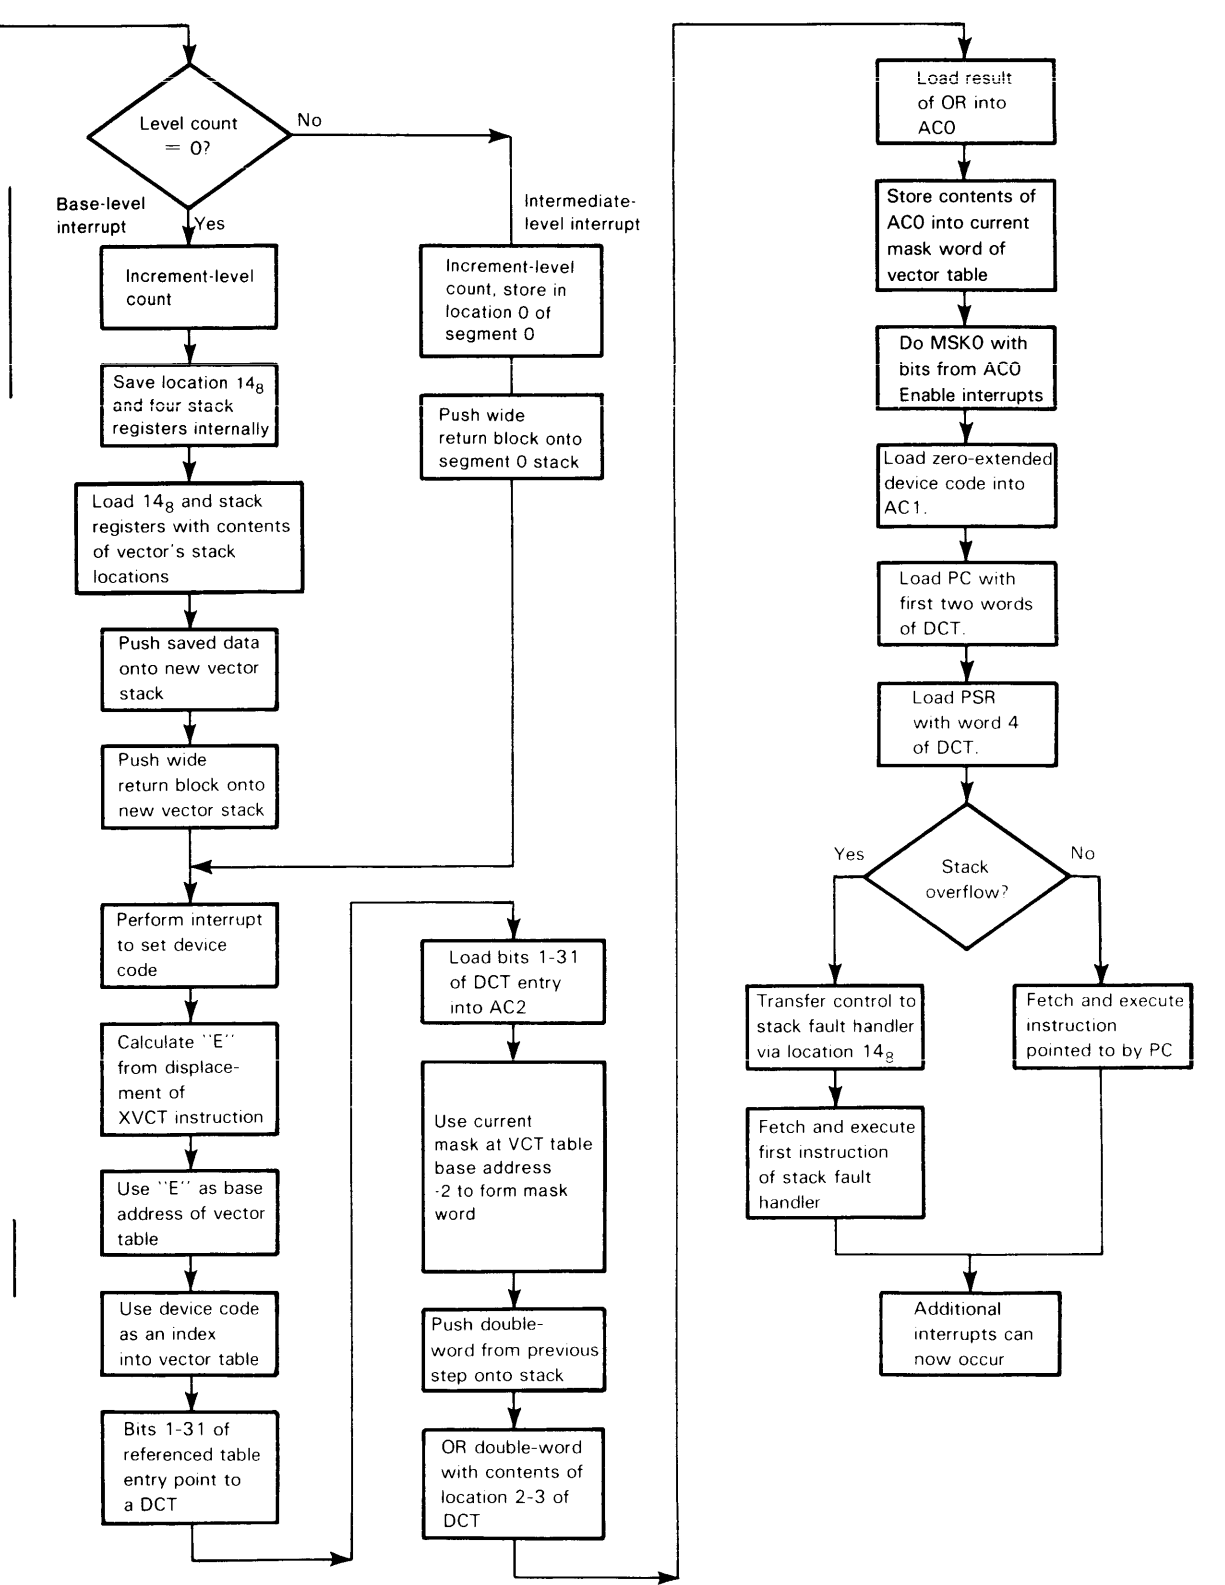 Level count
= 0?
No
Base-level
interrupt
Yes
Intermediate-
level interrupt
Increment-level
count
Increment-level
count, store in
location 0 of
segment 0
Save location 14₈
and four stack
registers internally
Push wide
return block onto
segment 0 stack
Load 14₈ and stack
registers with contents
of vector's stack
locations
Push saved data
onto new vector
stack
Push wide
return block onto
new vector stack
Perform interrupt
to set device
code
Calculate "E"
from displace-
ment of
XVCT instruction
Use "E" as base
address of vector
table
Use device code
as an index
into vector table
Bits 1-31 of
referenced table
entry point to
a DCT
Load bits 1-31
of DCT entry
into AC2
Use current
mask at VCT table
base address
-2 to form mask
word
Push double-
word from previous
step onto stack
OR double-word
with contents of
location 2-3 of
DCT
Load result
of OR into
AC0
Store contents of
AC0 into current
mask word of
vector table
Do MSK0 with
bits from AC0
Enable interrupts
Load zero-extended
device code into
AC1.
Load PC with
first two words
of DCT.
Load PSR
with word 4
of DCT.
Stack
overflow?
Yes
No
Transfer control to
stack fault handler
via location 14₈
Fetch and execute
first instruction
of stack fault
handler
Fetch and execute
instruction
pointed to by PC
Additional
interrupts can
now occur